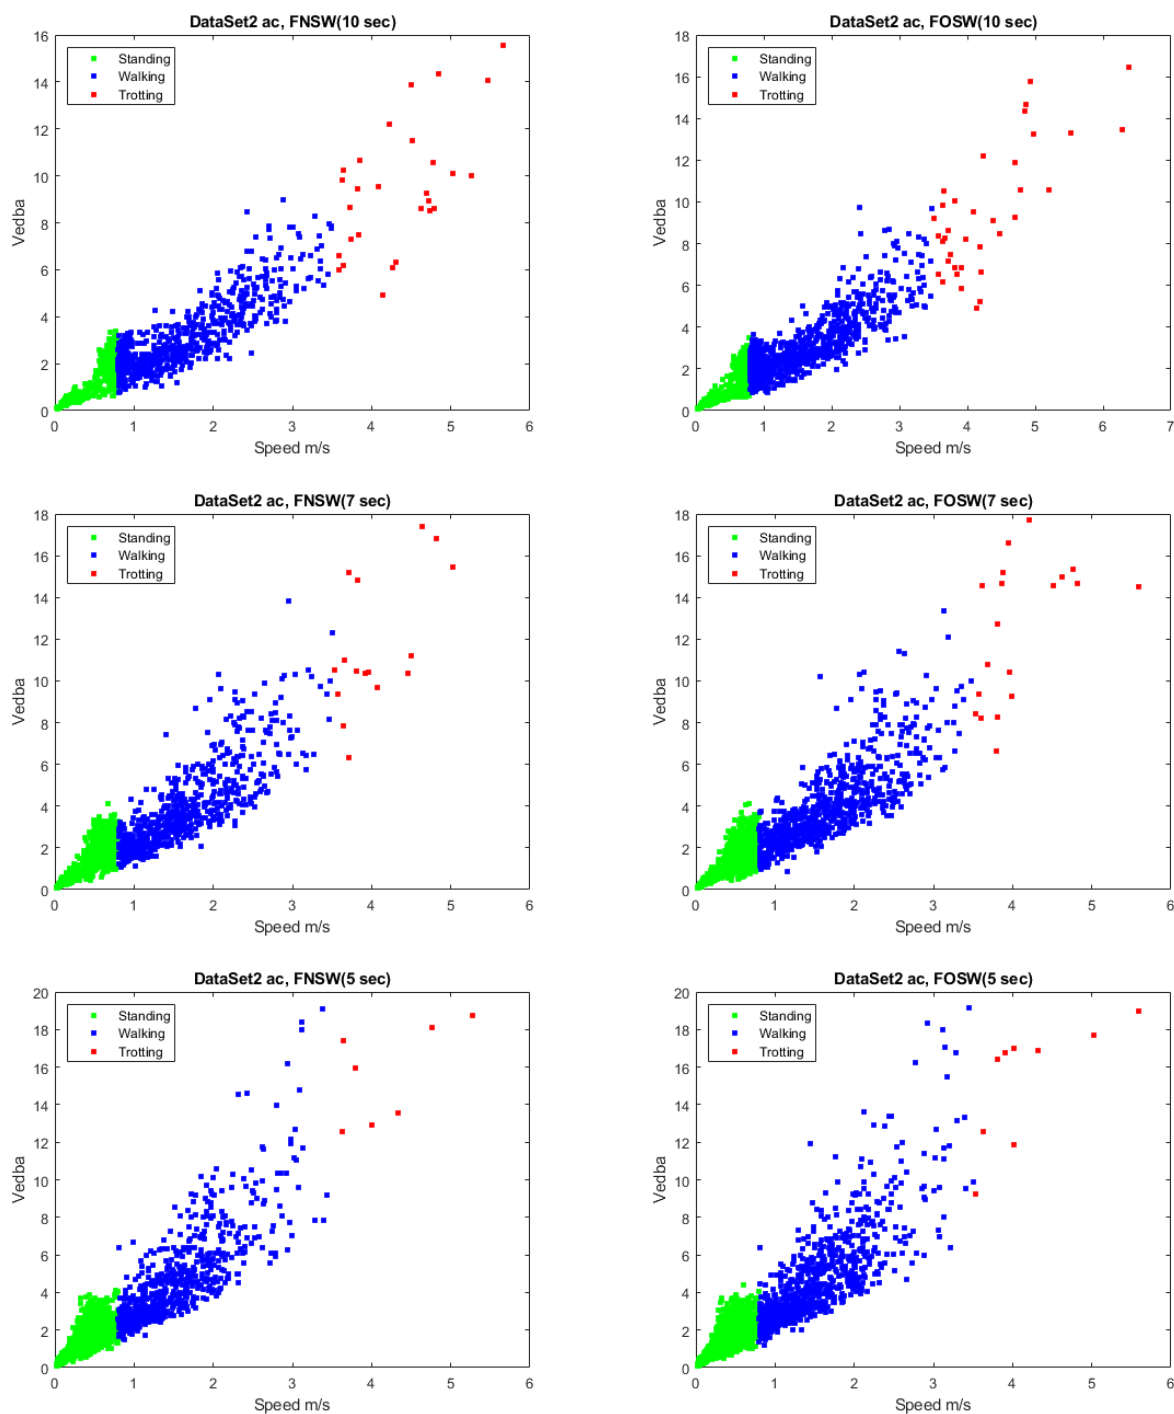 DataSet2 ac, FNSW(10 sec)
16
14
12
10
8
6
4
2
0
Vedba
Standing
Walking
Trotting
0 1 2 3 4 5 6
Speed m/s
DataSet2 ac, FOSW(10 sec)
18
16
14
12
10
8
6
4
2
0
Vedba
Standing
Walking
Trotting
0 1 2 3 4 5 6 7
Speed m/s
DataSet2 ac, FNSW(7 sec)
18
16
14
12
10
8
6
4
2
0
Vedba
Standing
Walking
Trotting
0 1 2 3 4 5 6
Speed m/s
DataSet2 ac, FOSW(7 sec)
18
16
14
12
10
8
6
4
2
0
Vedba
Standing
Walking
Trotting
0 1 2 3 4 5 6
Speed m/s
DataSet2 ac, FNSW(5 sec)
20
18
16
14
12
10
8
6
4
2
0
Vedba
Standing
Walking
Trotting
0 1 2 3 4 5 6
Speed m/s
DataSet2 ac, FOSW(5 sec)
20
18
16
14
12
10
8
6
4
2
0
Vedba
Standing
Walking
Trotting
0 1 2 3 4 5 6
Speed m/s